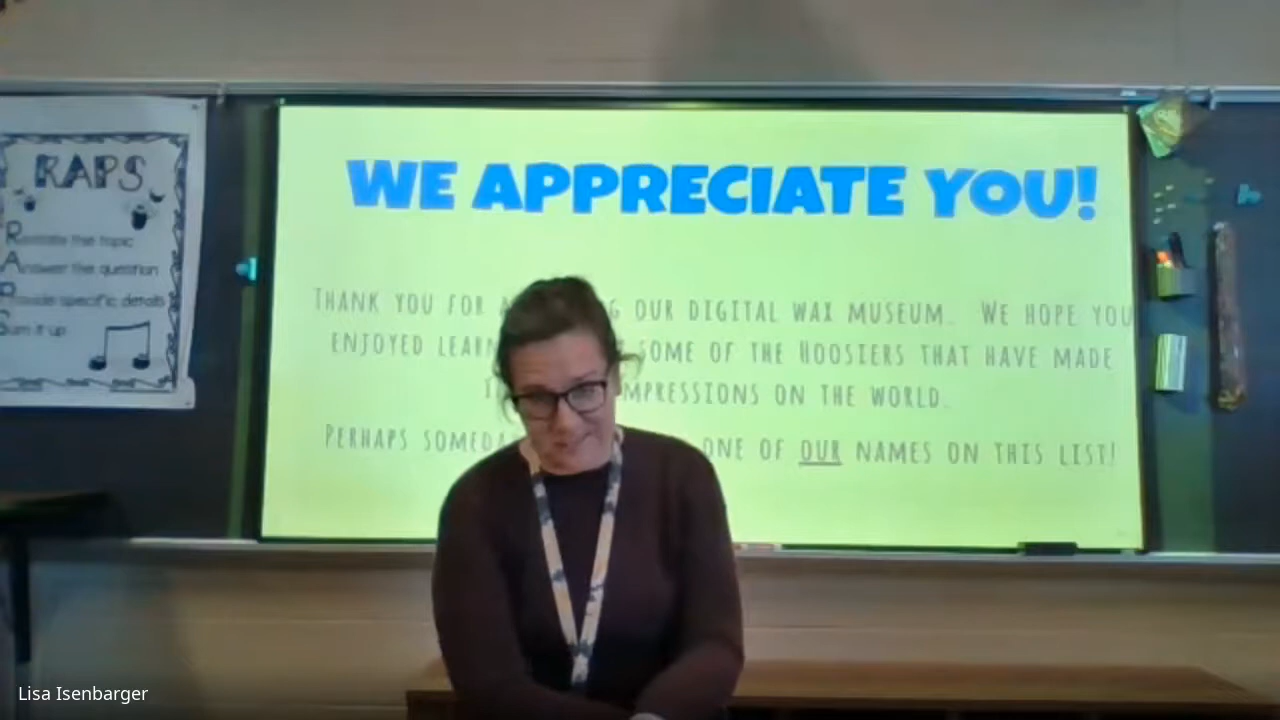 RAPS
Restate the topic
Answer the question
Provide specific details
Sum it up
WE APPRECIATE YOU!
THANK YOU FOR OUR DIGITAL WAX MUSEUM. WE HOPE YOU
ENJOYED SOME OF THE HOOSIERS THAT HAVE MADE
IMPRESSIONS ON THE WORLD.
PERHAPS ONE OF OUR NAMES ON THIS LIST!
Lisa Isenbarger